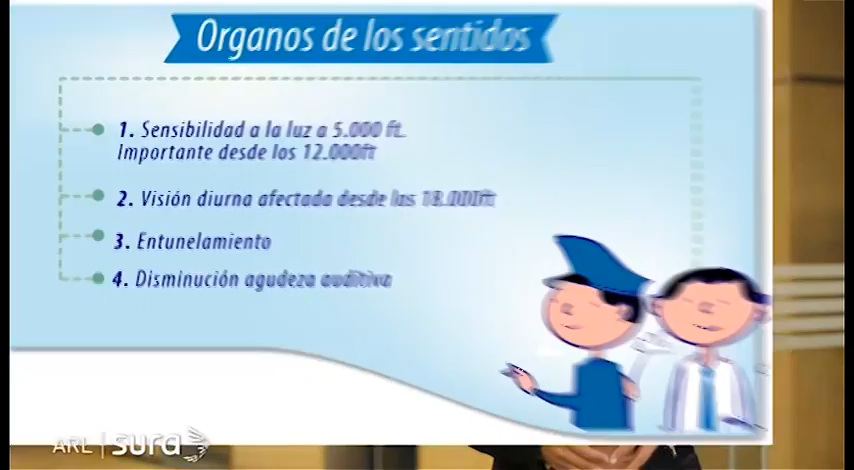 Organos de los sentidos
1. Sensibilidad a la luz a 5.000 ft.
Importante desde los 12.000ft
2. Visión diurna afectada desde las 18.000ft
3. Entunelamiento
4. Disminución agudeza auditiva
ARL | sura